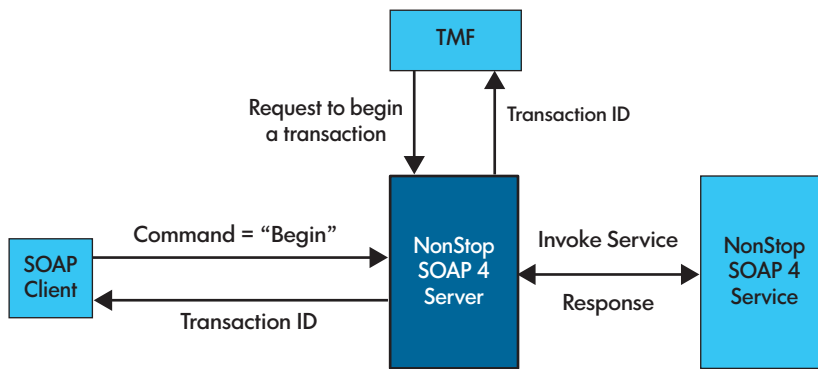 TMF
Request to begin
a transaction
Transaction ID
Command = “Begin”
SOAP
Client
Transaction ID
NonStop
SOAP 4
Server
Invoke Service
Response
NonStop
SOAP 4
Service